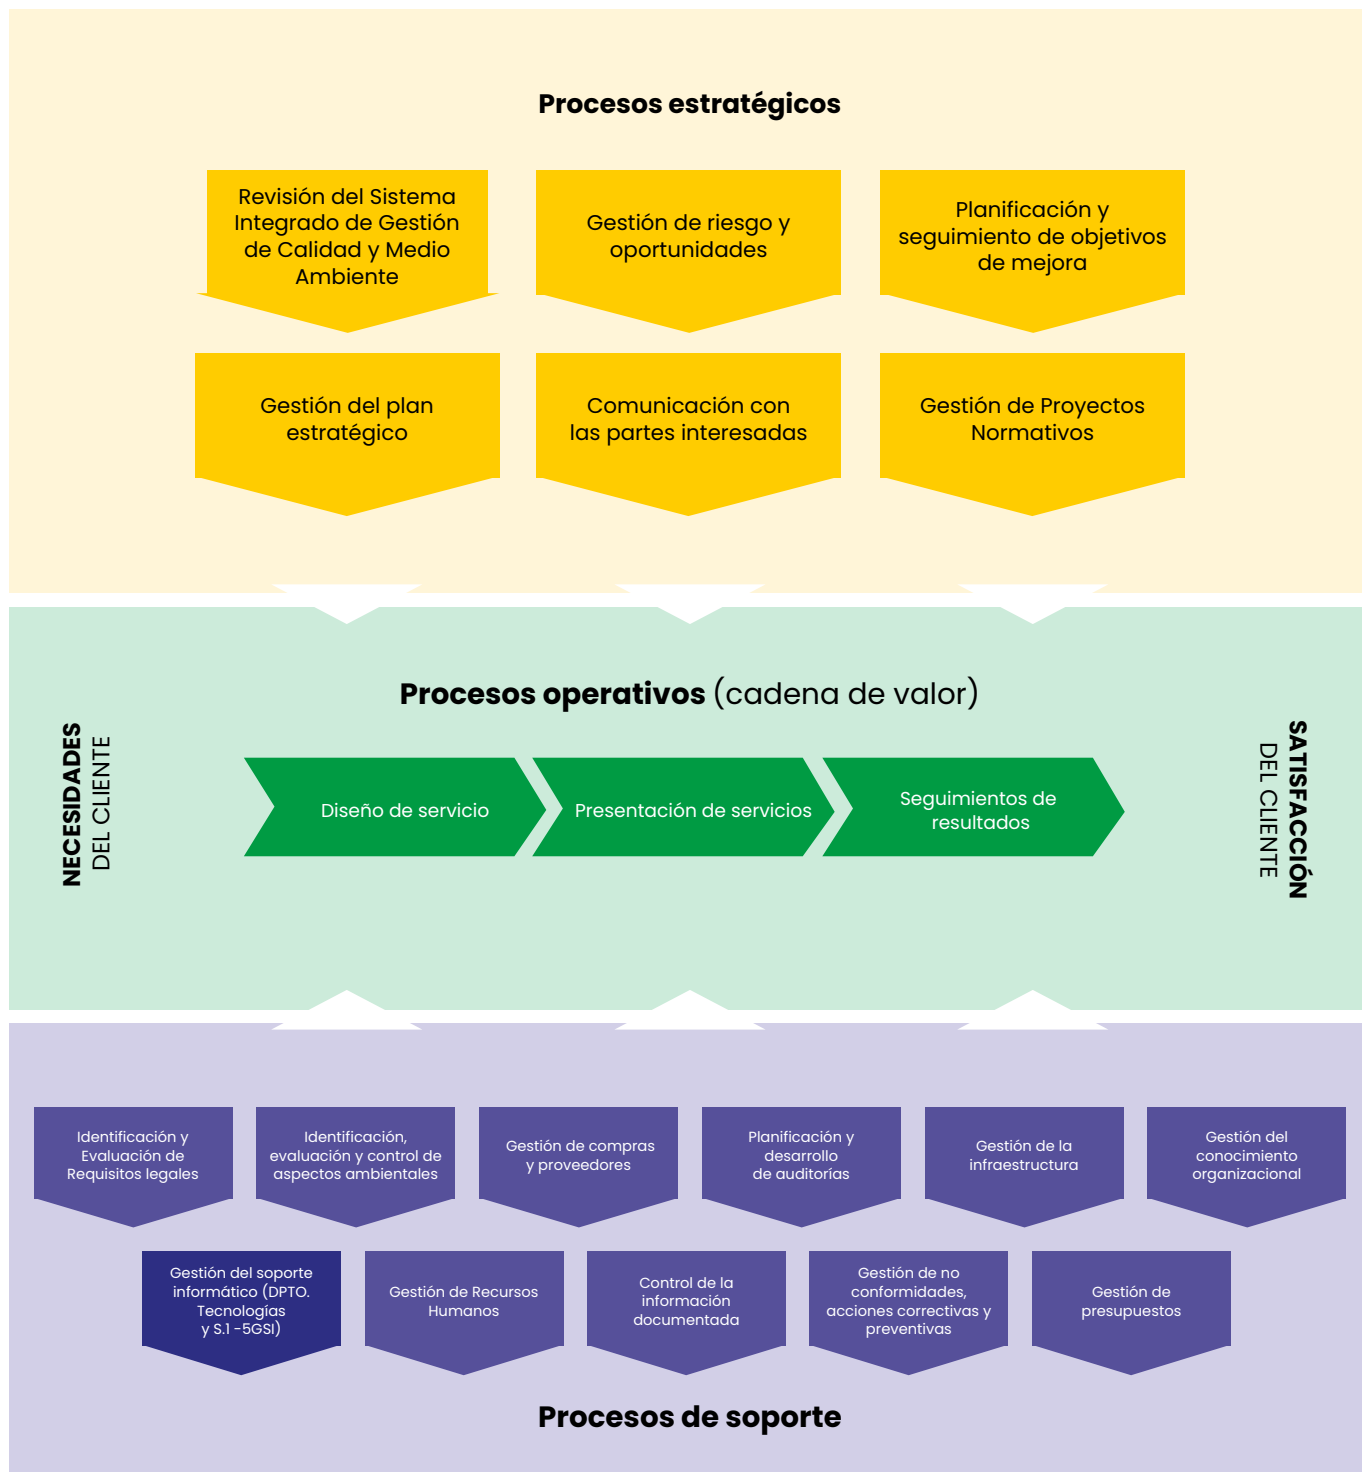 Procesos estratégicos
Revisión del Sistema
Integrado de Gestión
de Calidad y Medio
Ambiente
Gestión de riesgo y
oportunidades
Planificación y
seguimiento de objetivos
de mejora
Gestión del plan
estratégico
Comunicación con
las partes interesadas
Gestión de Proyectos
Normativos
Procesos operativos (cadena de valor)
NECESIDADES
DEL CLIENTE
Diseño de servicio
Presentación de servicios
Seguimientos de
resultados
SATISFACCIÓN
DEL CLIENTE
Identificación y
Evaluación de
Requisitos legales
Identificación,
evaluación y control de
aspectos ambientales
Gestión de compras
y proveedores
Planificación y
desarrollo
de auditorías
Gestión de la
infraestructura
Gestión del
conocimiento
organizacional
Gestión del soporte
informático (DPTO.
Tecnologías
y S.1 -5GSI)
Gestión de Recursos
Humanos
Control de la
información
documentada
Gestión de no
conformidades,
acciones correctivas y
preventivas
Gestión de
presupuestos
Procesos de soporte